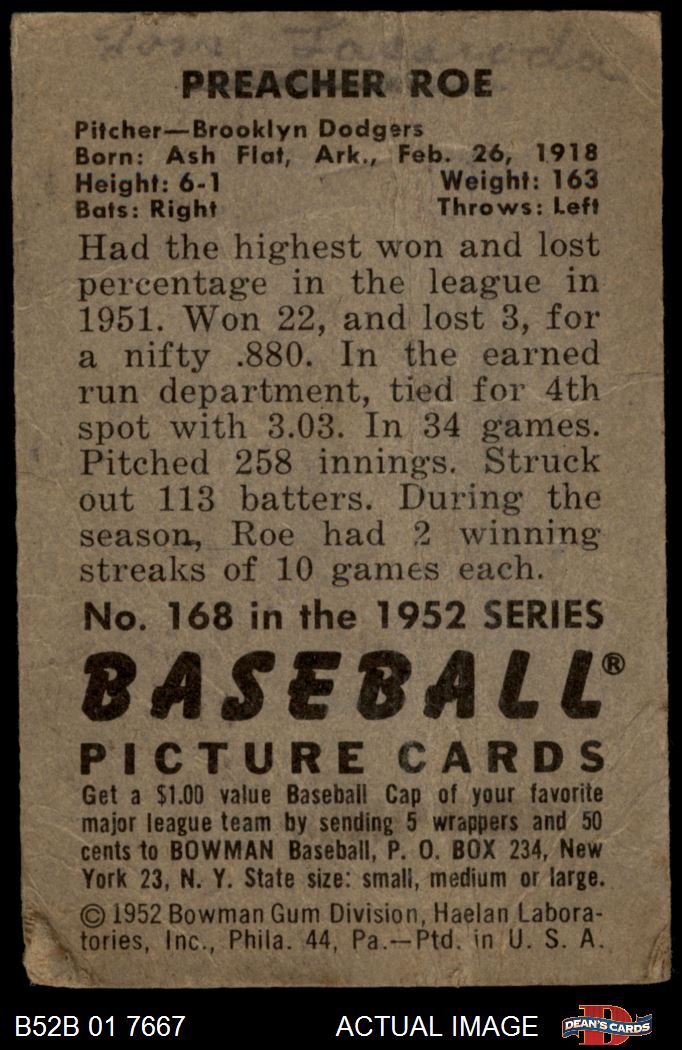 Tom
PREACHER ROE
Pitcher—Brooklyn Dodgers
Born: Ash Flat, Ark., Feb. 26, 1918
Height: 6-1 Weight: 163
Bats: Right Throws: Left
Had the highest won and lost
percentage in the league in
1951. Won 22, and lost 3, for
a nifty .880. In the earned
run department, tied for 4th
spot with 3.03. In 34 games.
Pitched 258 innings. Struck
out 113 batters. During the
season, Roe had 2 winning
streaks of 10 games each.
No. 168 in the 1952 SERIES
BASEBALL®
PICTURE CARDS
Get a $1.00 value Baseball Cap of your favorite
major league team by sending 5 wrappers and 50
cents to BOWMAN Baseball, P. O. BOX 234, New
York 23, N. Y. State size: small, medium or large.
© 1952 Bowman Gum Division, Haelan Labora-
tories, Inc., Phila. 44, Pa.—Ptd. in U. S. A.
B52B 01 7667 ACTUAL IMAGE DEAN'S CARDS